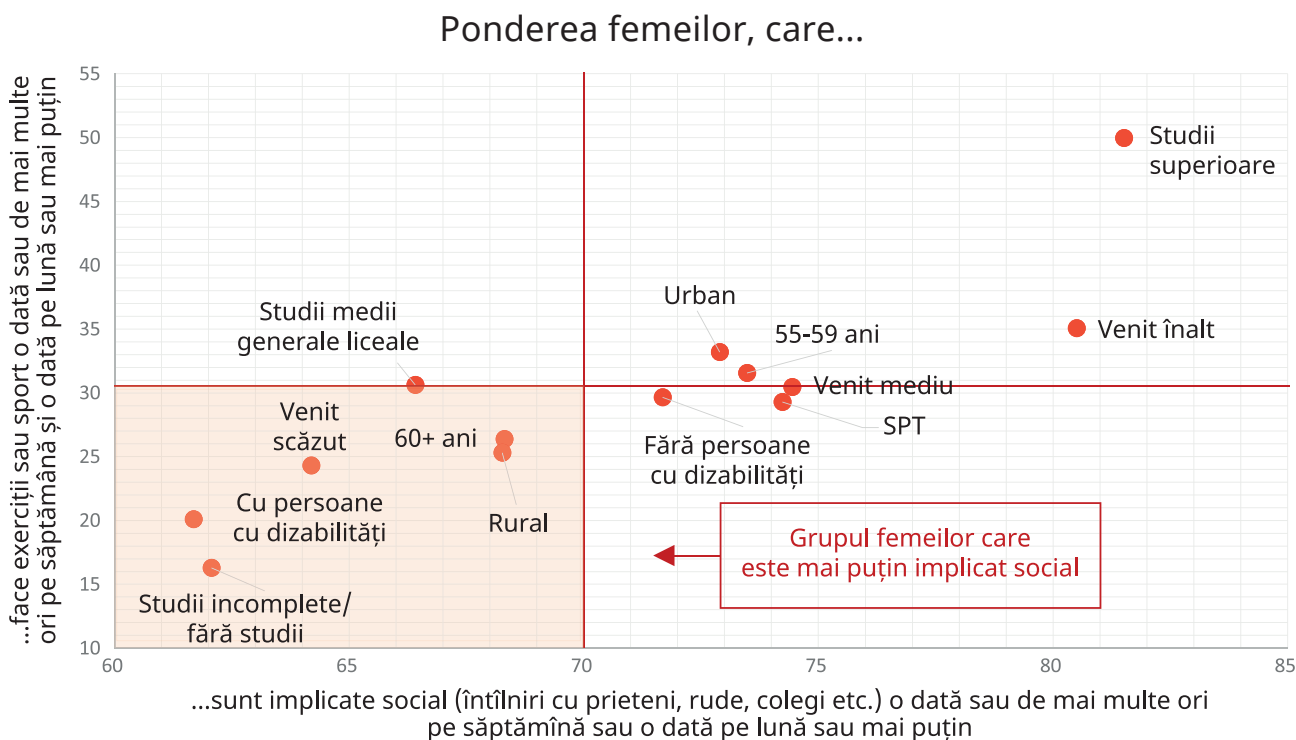 Ponderea femeilor, care...
...face exerciții sau sport o dată sau de mai multe
ori pe săptămână și o dată pe lună sau mai puțin
55
50
45
40
35
30
25
20
15
10
Studii
superioare
Urban
Studii medii
generale liceale
55-59 ani
Venit înalt
Venit mediu
Venit
scăzut
60+ ani
SPT
Fără persoane
cu dizabilități
Cu persoane
cu dizabilități
Rural
Grupul femeilor care
este mai puțin implicat social
Studii incomplete/
fără studii
60
65
70
75
80
85
...sunt implicate social (întîlniri cu prieteni, rude, colegi etc.) o dată sau de mai multe ori
pe săptămînă sau o dată pe lună sau mai puțin